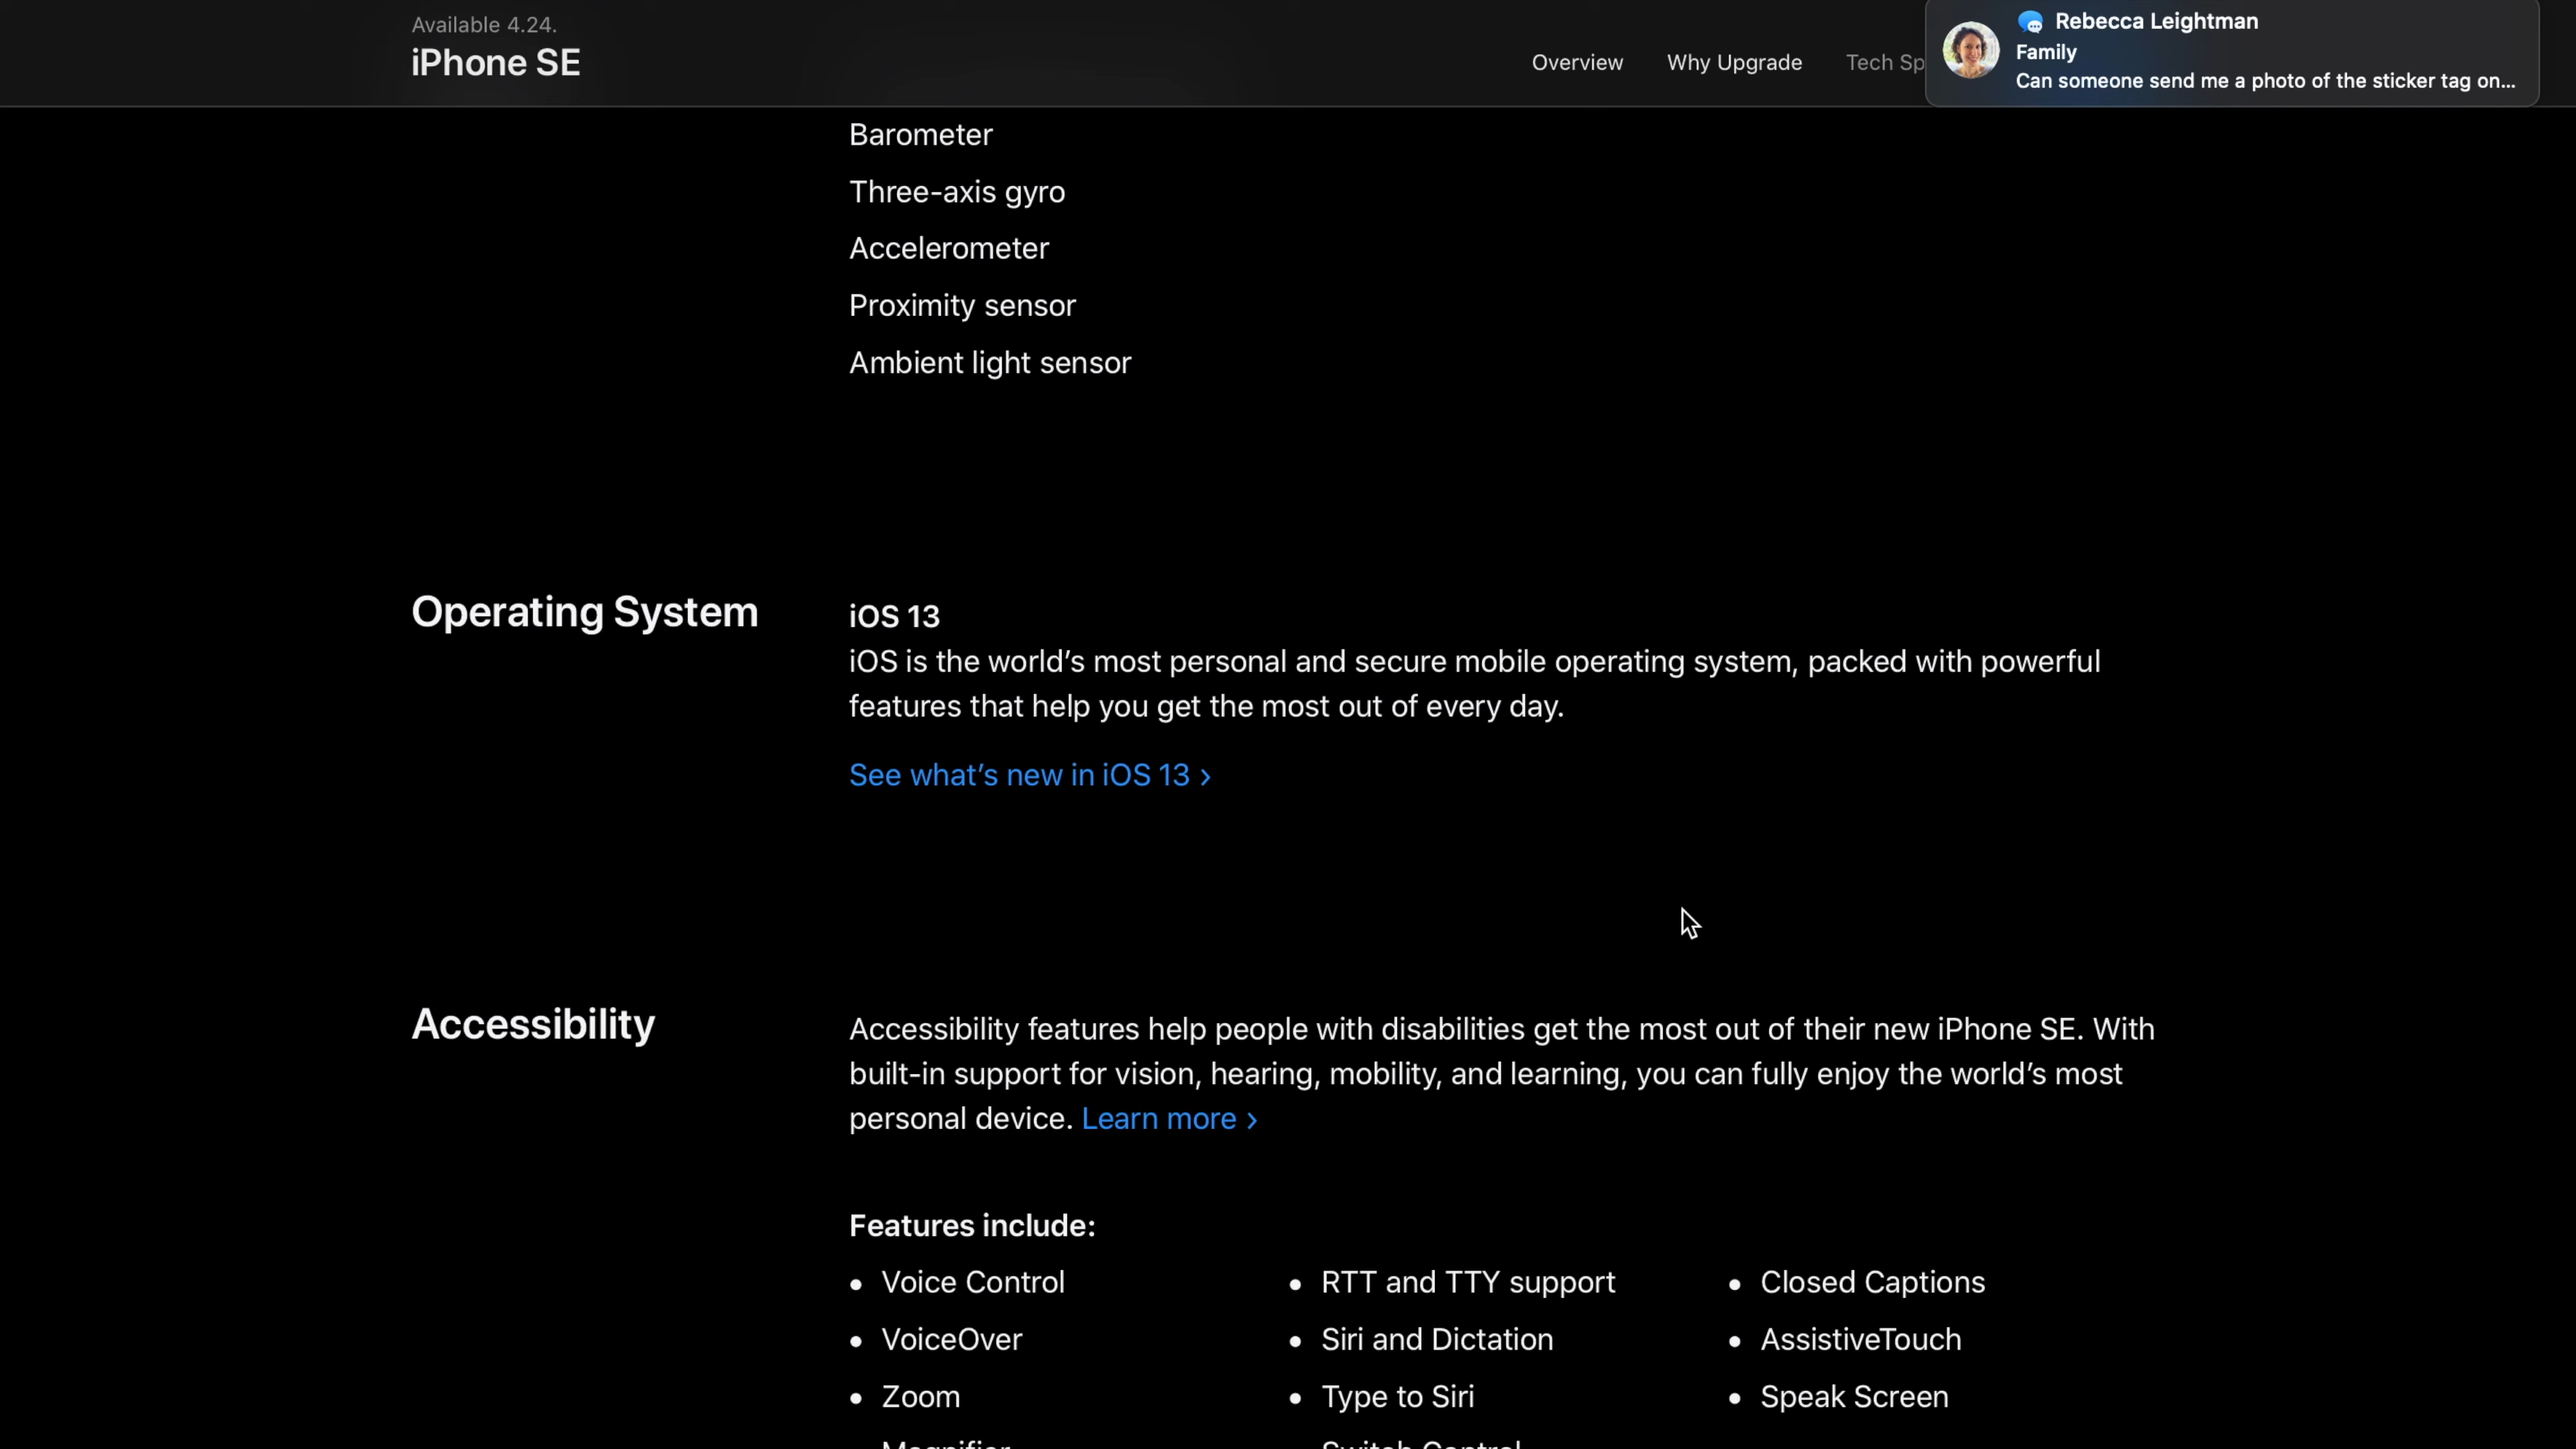 Available 4.24.
iPhone SE
Overview
Why Upgrade
Tech Sp
Rebecca Leightman
Family
Can someone send me a photo of the sticker tag on...
Barometer
Three-axis gyro
Accelerometer
Proximity sensor
Ambient light sensor
Operating System
iOS 13
iOS is the world’s most personal and secure mobile operating system, packed with powerful
features that help you get the most out of every day.
See what’s new in iOS 13 ›
Accessibility
Accessibility features help people with disabilities get the most out of their new iPhone SE. With
built-in support for vision, hearing, mobility, and learning, you can fully enjoy the world’s most
personal device. Learn more ›
Features include:
• Voice Control
• VoiceOver
• Zoom
Magnifier
• RTT and TTY support
• Siri and Dictation
• Type to Siri
Switch Control
• Closed Captions
• AssistiveTouch
• Speak Screen